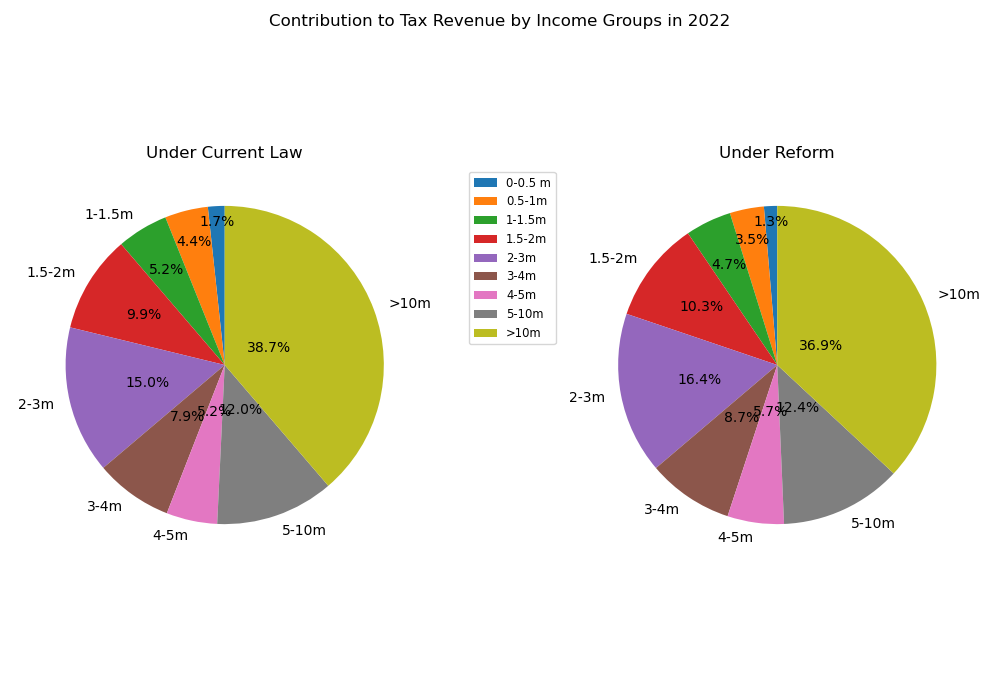 Contribution to Tax Revenue by Income Groups in 2022
Under Current Law
1.7%
4.4%
1-1.5m
5.2%
1.5-2m
9.9%
2-3m
15.0%
3-4m
7.9%
4-5m
5.2%
5-10m
12.0%
>10m
38.7%
0-0.5 m
0.5-1m
1-1.5m
1.5-2m
2-3m
3-4m
4-5m
5-10m
>10m
Under Reform
1.3%
3.5%
4.7%
1.5-2m
10.3%
2-3m
16.4%
3-4m
8.7%
4-5m
5.7%
5-10m
12.4%
>10m
36.9%